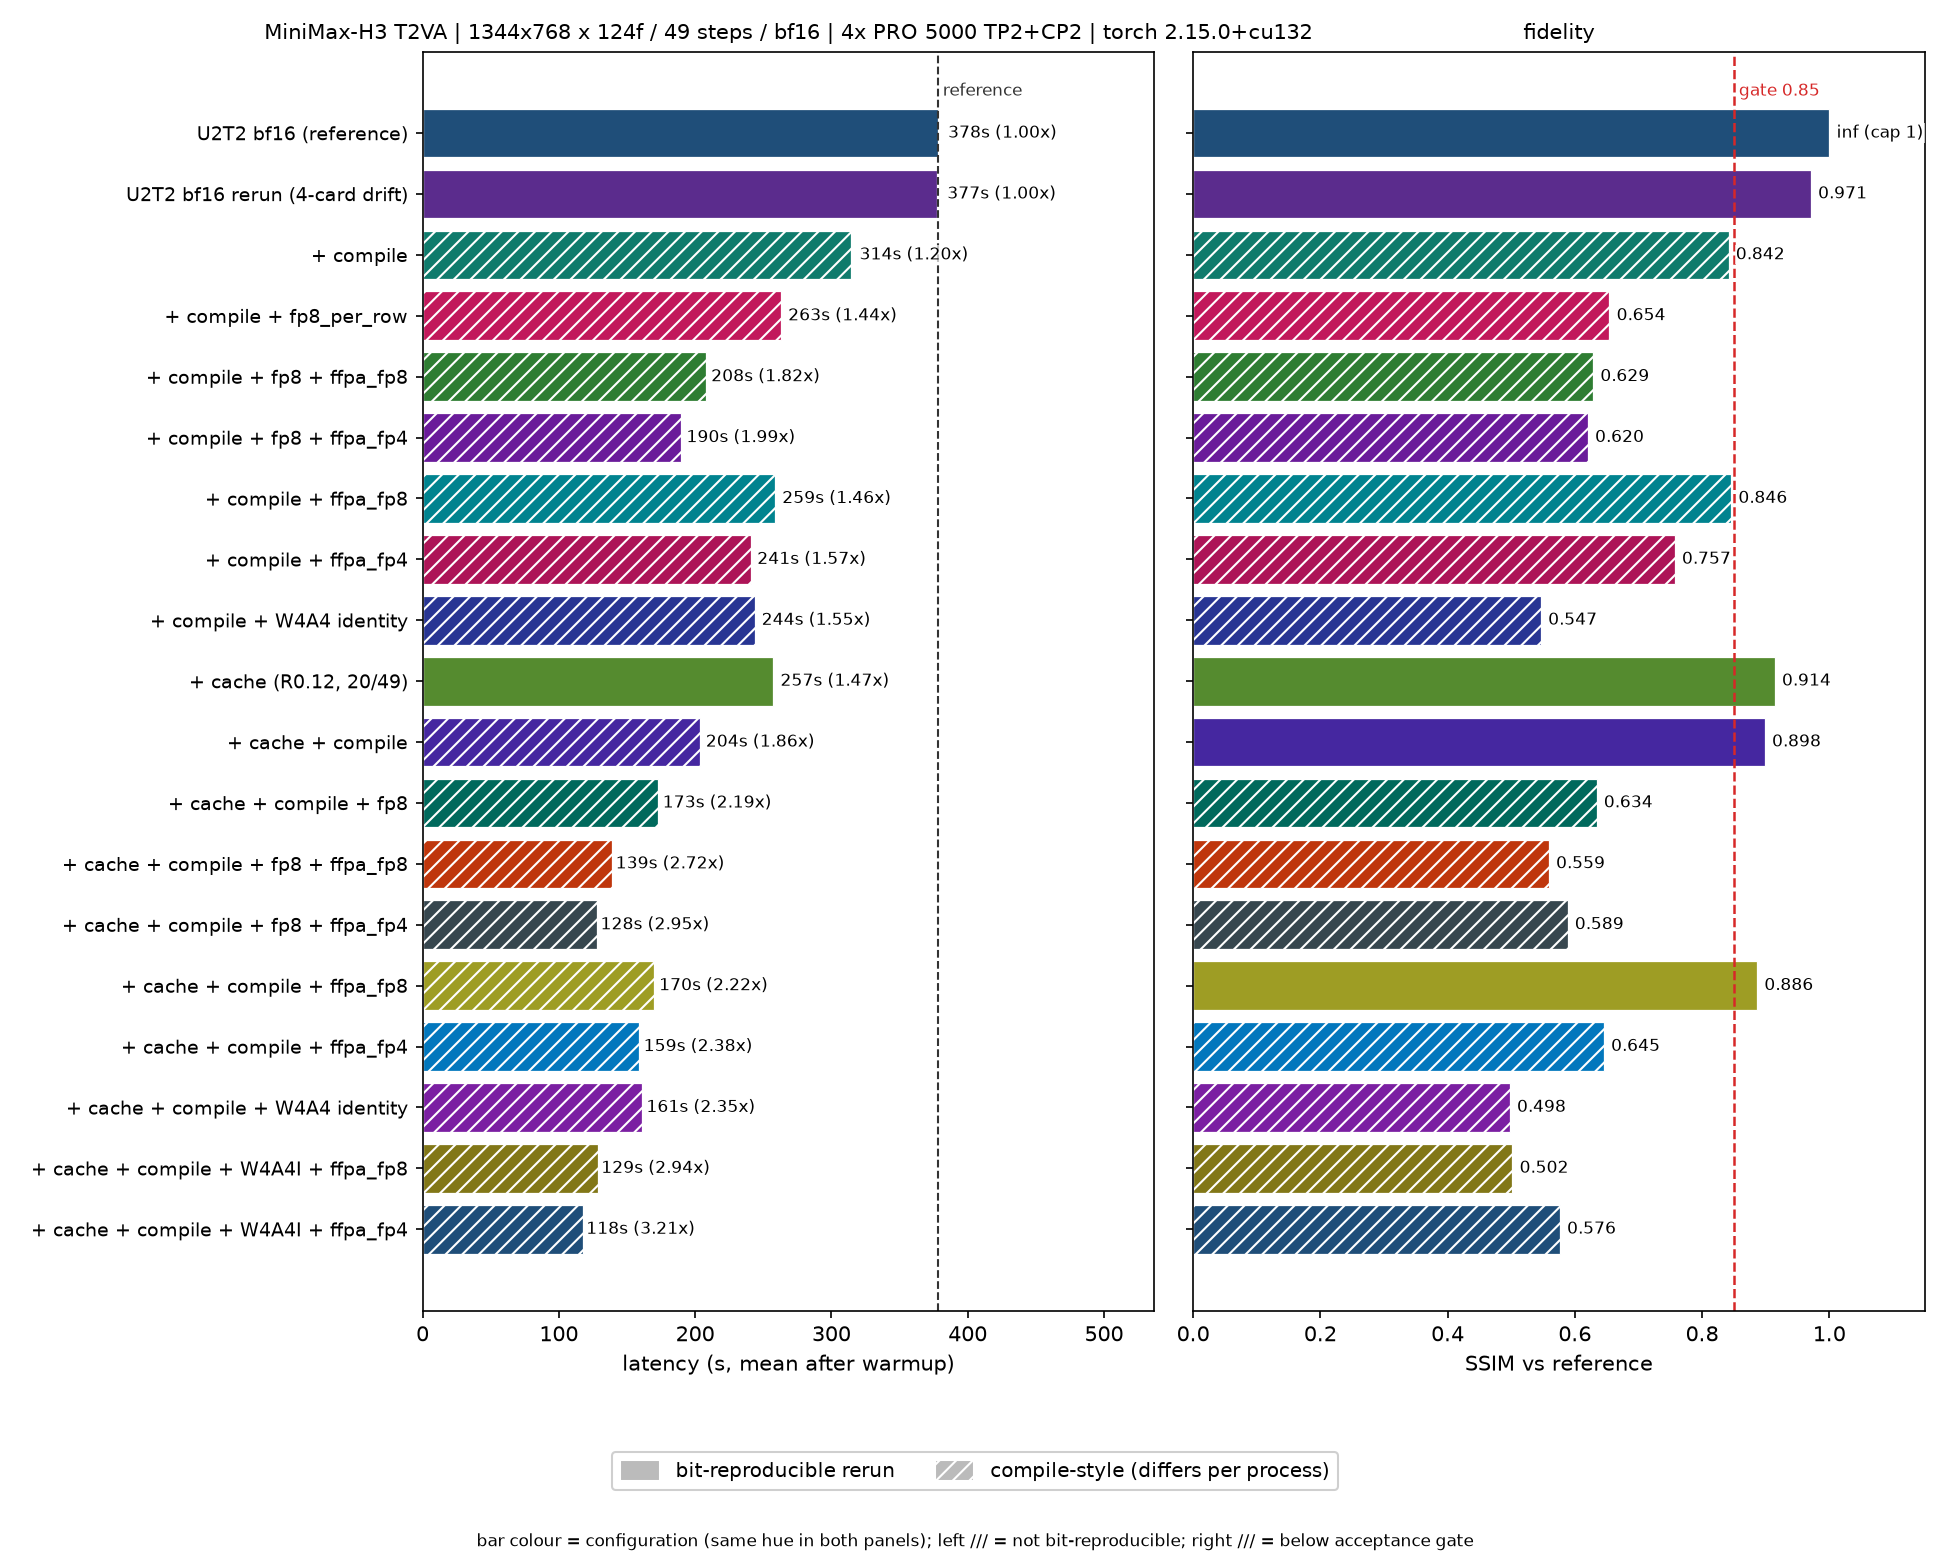 MiniMax-H3 T2VA | 1344x768 x 124f / 49 steps / bf16 | 4x PRO 5000 TP2+CP2 | torch 2.15.0+cu132
fidelity
reference
gate 0.85
U2T2 bf16 (reference) 378s (1.00x) inf (cap 1)
U2T2 bf16 rerun (4-card drift) 377s (1.00x) 0.971
+ compile 314s (1.20x) 0.842
+ compile + fp8_per_row 263s (1.44x) 0.654
+ compile + fp8 + ffpa_fp8 208s (1.82x) 0.629
+ compile + fp8 + ffpa_fp4 190s (1.99x) 0.620
+ compile + ffpa_fp8 259s (1.46x) 0.846
+ compile + ffpa_fp4 241s (1.57x) 0.757
+ compile + W4A4 identity 244s (1.55x) 0.547
+ cache (R0.12, 20/49) 257s (1.47x) 0.914
+ cache + compile 204s (1.86x) 0.898
+ cache + compile + fp8 173s (2.19x) 0.634
+ cache + compile + fp8 + ffpa_fp8 139s (2.72x) 0.559
+ cache + compile + fp8 + ffpa_fp4 128s (2.95x) 0.589
+ cache + compile + ffpa_fp8 170s (2.22x) 0.886
+ cache + compile + ffpa_fp4 159s (2.38x) 0.645
+ cache + compile + W4A4 identity 161s (2.35x) 0.498
+ cache + compile + W4A4I + ffpa_fp8 129s (2.94x) 0.502
+ cache + compile + W4A4I + ffpa_fp4 118s (3.21x) 0.576
0 100 200 300 400 500
0.0 0.2 0.4 0.6 0.8 1.0
latency (s, mean after warmup)
SSIM vs reference
bit-reproducible rerun
compile-style (differs per process)
bar colour = configuration (same hue in both panels); left /// = not bit-reproducible; right /// = below acceptance gate